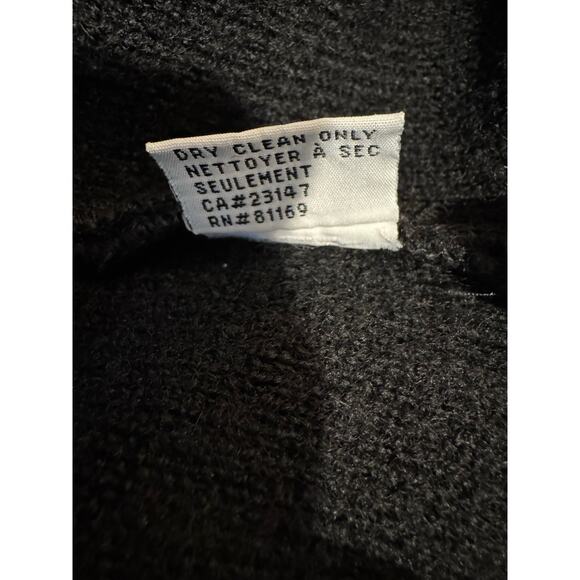 DRY CLEAN ONLY
NETTOYER À SEC
SEULEMENT
CA#23147
RN#81169